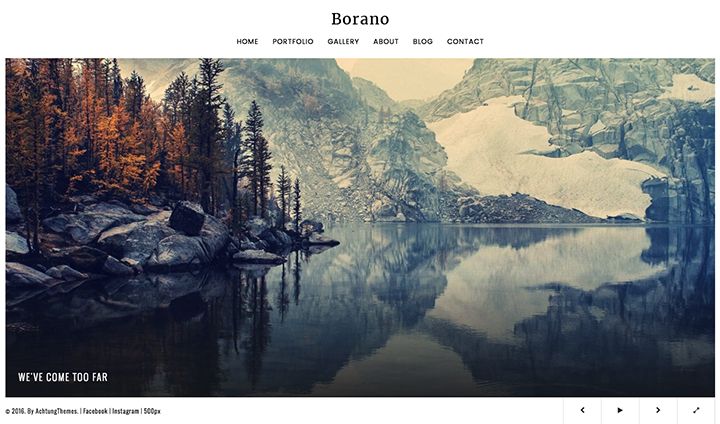 Borano
HOME PORTFOLIO GALLERY ABOUT BLOG CONTACT
WE'VE COME TOO FAR
© 2016. By AchtungThemes. | Facebook | Instagram | 500px